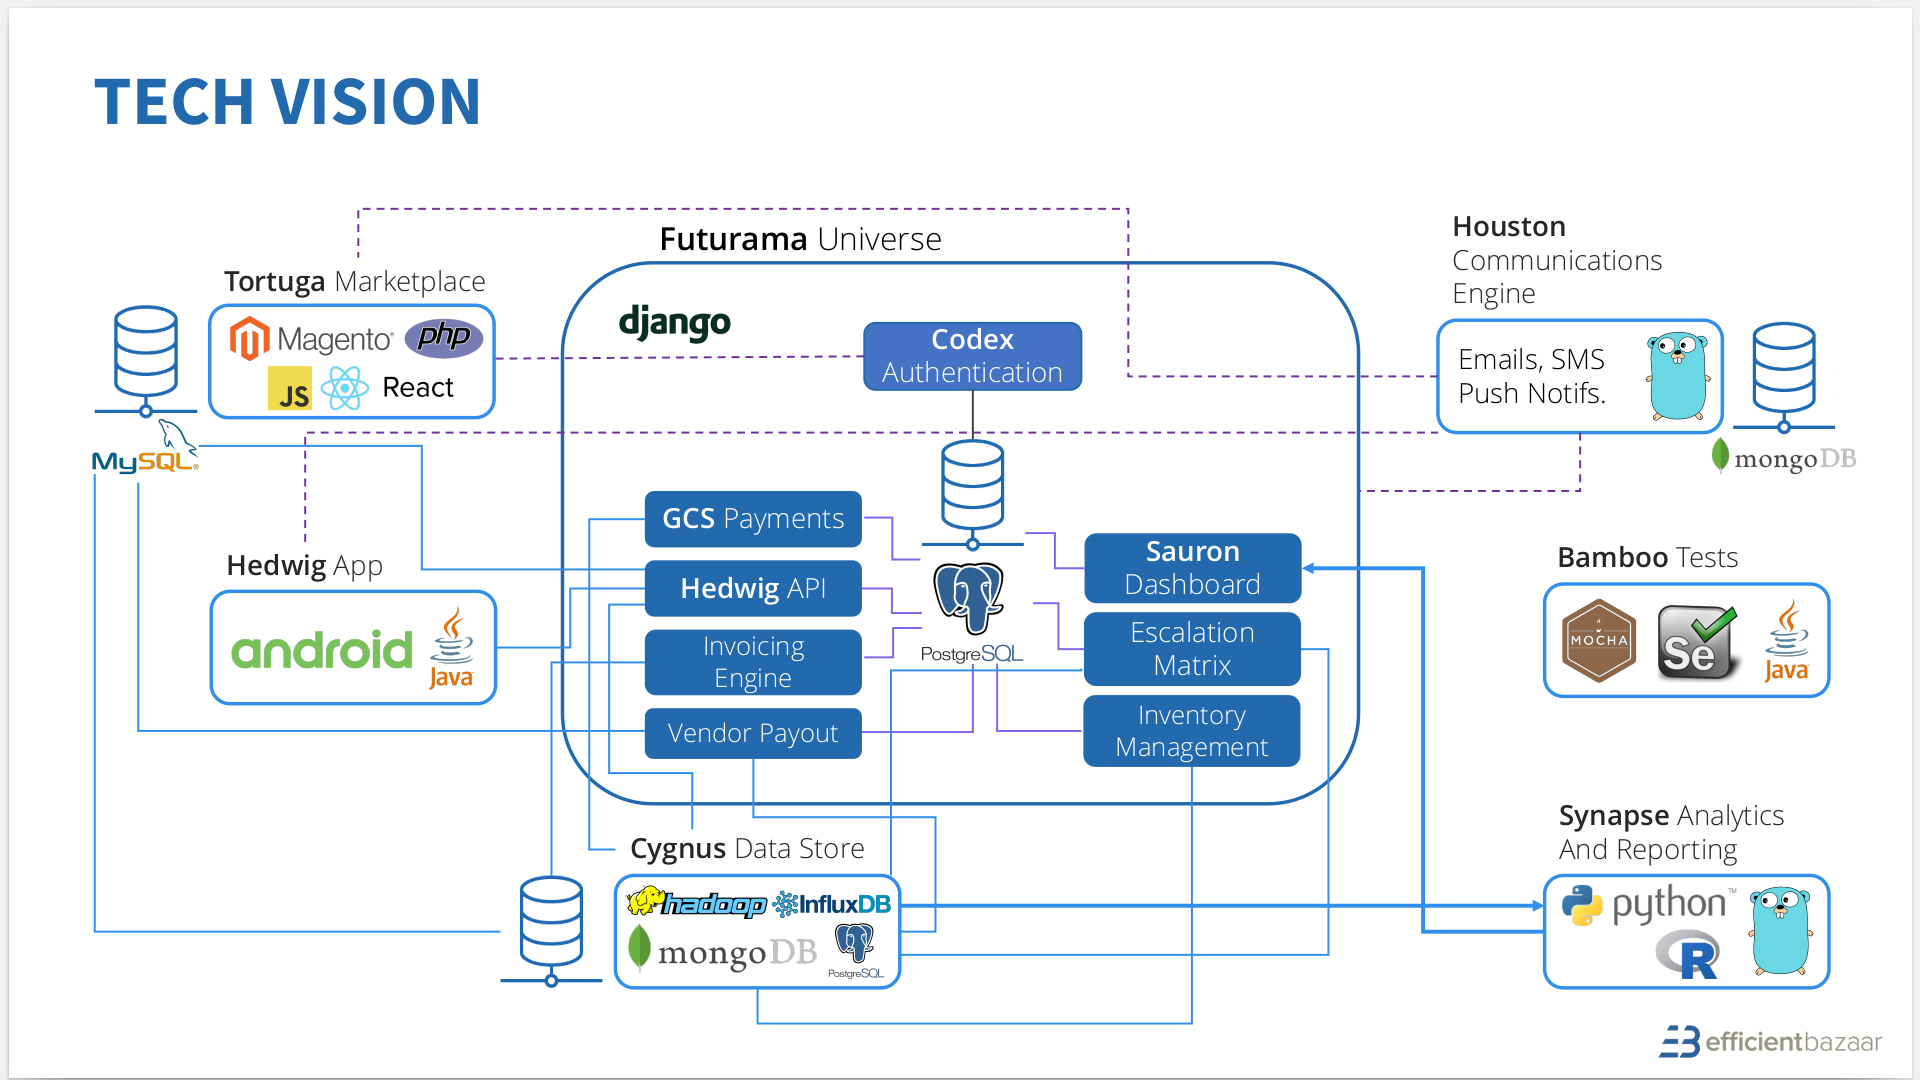 TECH VISION
Futurama Universe
Houston
Communications
Engine
Tortuga Marketplace
Magento®
php
JS
React
django
Codex
Authentication
Emails, SMS
Push Notifs.
MySQL®
mongoDB
GCS Payments
Hedwig API
Invoicing
Engine
Vendor Payout
PostgreSQL
Sauron
Dashboard
Escalation
Matrix
Inventory
Management
Hedwig App
android
Java
Bamboo Tests
MOCHA
Se
Java
Cygnus Data Store
hadoop
InfluxDB
mongoDB
PostgreSQL
Synapse Analytics
And Reporting
python™
R
efficientbazaar